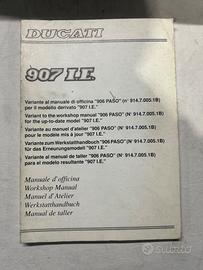 DUCATI
907 I.E.
Variante al manuale di officina "906 PASO" (n° 914.7.005.1B)
per il modello derivato "907 I.E."
Variant to the workshop manual "906 PASO" (N° 914.7.005.1B)
for the up-to-date model "907 I.E."
Variante au manuel d'atelier "906 PASO" (N° 914.7.005.1B)
pour le modèle mis à jour "907 I.E."
Variante zum Werkstatthandbuch "906 PASO" (N° 914.7.005.1B)
für das Erneuerungsmodell "907 I.E."
Variante al manual de taller "906 PASO" (N° 914.7.005.1B)
para el modelo resultante "907 I.E."
Manuale d'officina
Workshop Manual
Manuel d'Atelier
Werkstatthandbuch
Manual de taller
subito